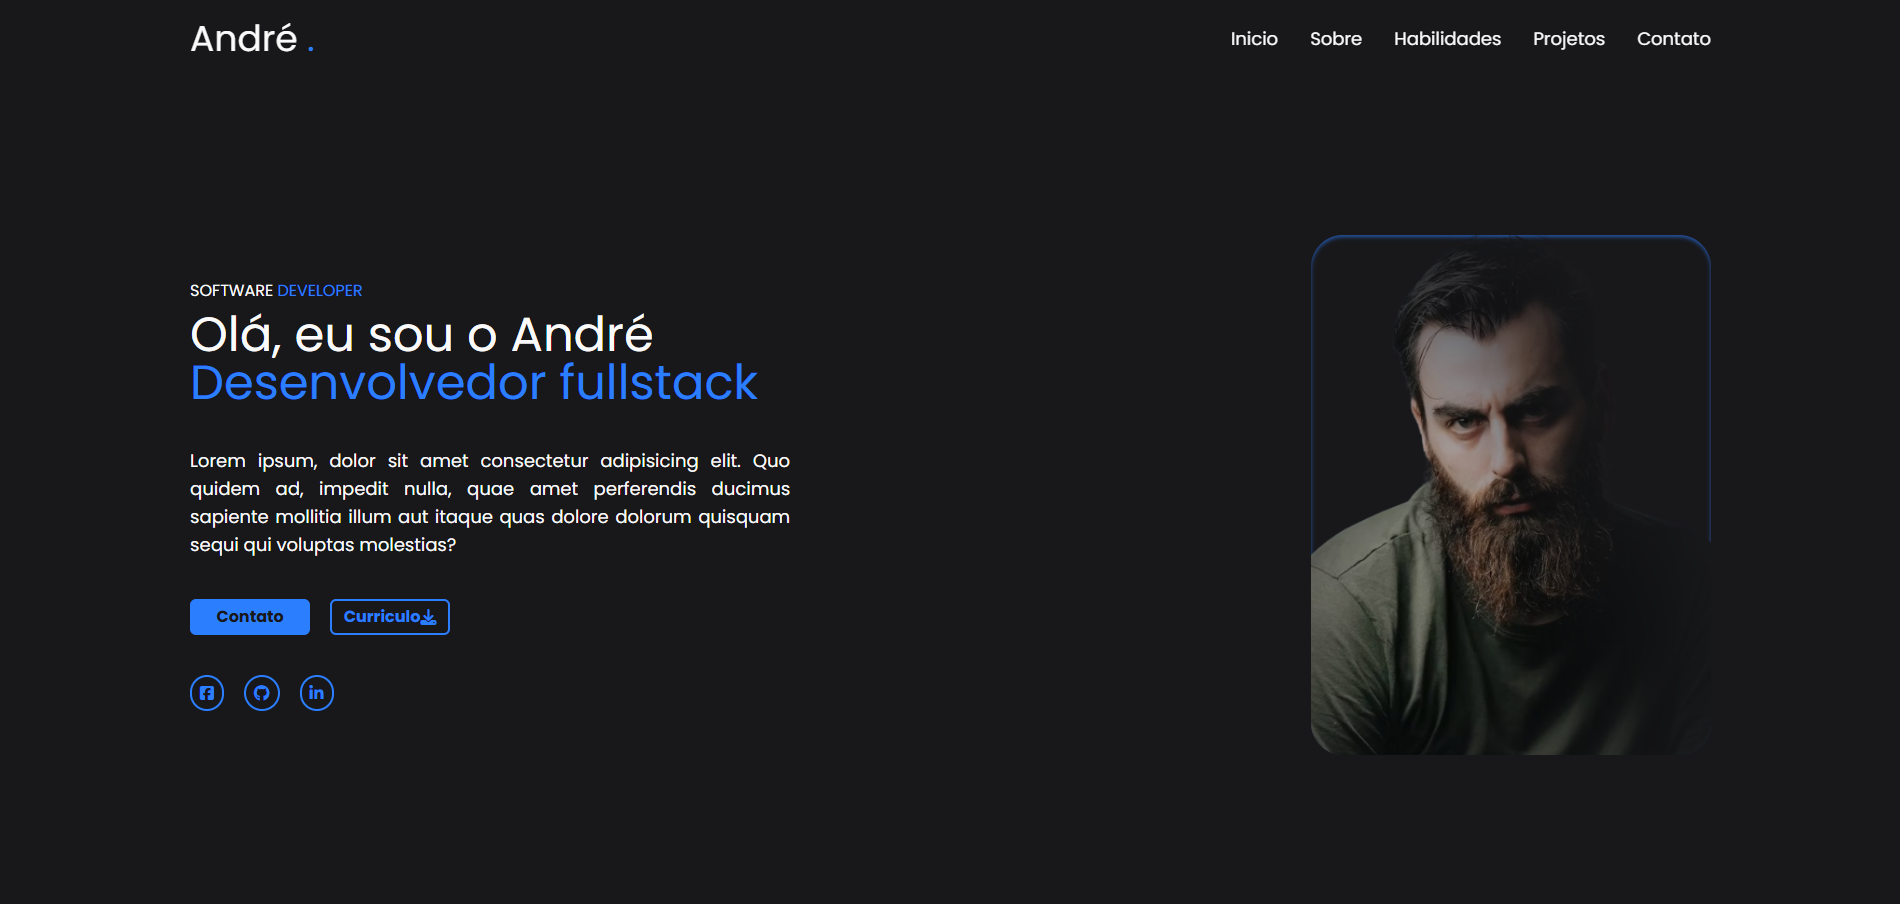 André .
Inicio Sobre Habilidades Projetos Contato
SOFTWARE DEVELOPER
Olá, eu sou o André
Desenvolvedor fullstack
Lorem ipsum, dolor sit amet consectetur adipisicing elit. Quo
quidem ad, impedit nulla, quae amet perferendis ducimus
sapiente mollitia illum aut itaque quas dolore dolorum quisquam
sequi qui voluptas molestias?
Contato
Curriculo
in